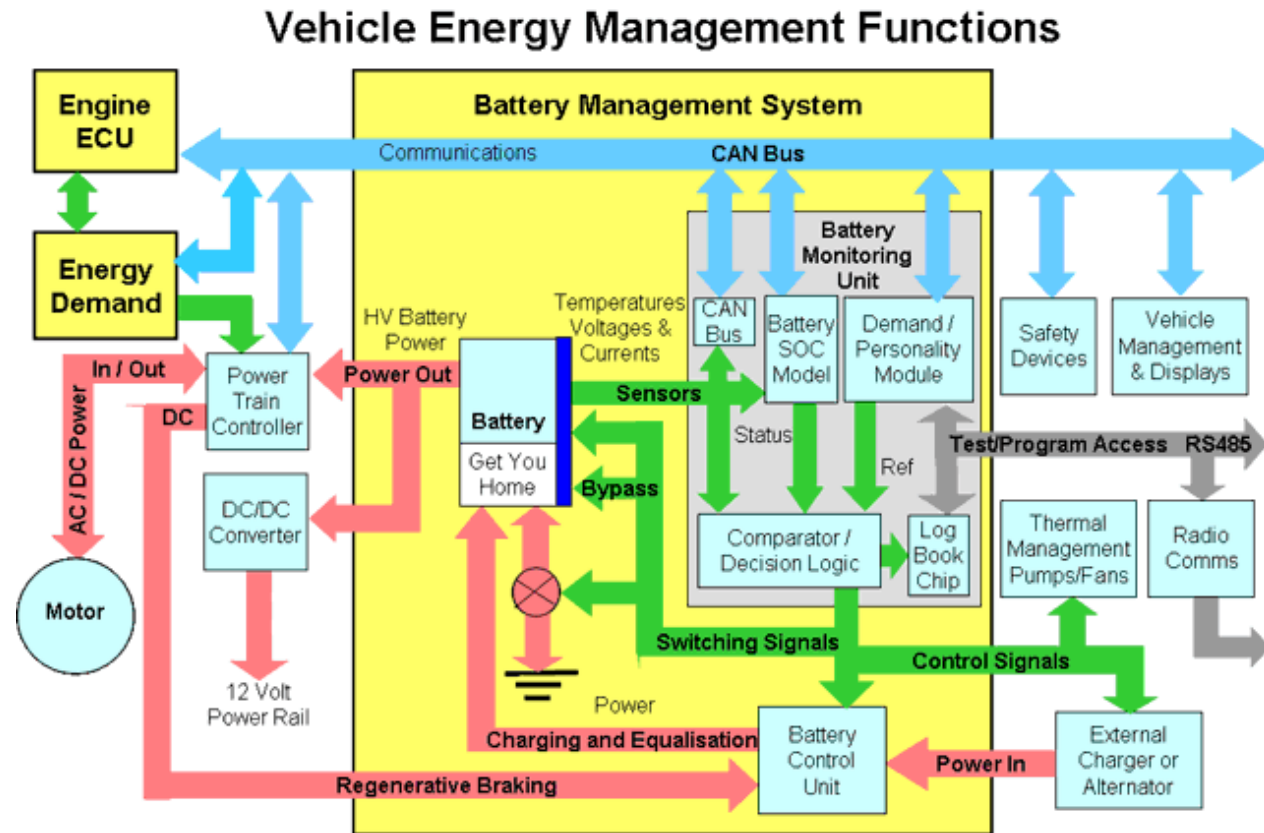 Vehicle Energy Management Functions
Engine
ECU
Battery Management System
Communications
CAN Bus
Energy
Demand
Battery
Monitoring
Unit
HV Battery
Power
Temperatures
Voltages &
Currents
CAN
Bus
Battery
SOC
Model
Demand /
Personality
Module
Safety
Devices
Vehicle
Management
& Displays
In / Out
Power
Train
Controller
Power Out
Sensors
DC
Battery
Status
Ref
Test/Program Access RS485
AC / DC Power
Get You
Home
Bypass
DC/DC
Converter
Comparator /
Decision Logic
Log
Book
Chip
Thermal
Management
Pumps/Fans
Radio
Comms
Motor
Switching Signals
Control Signals
12 Volt
Power Rail
Power
Charging and Equalisation
Battery
Control
Unit
Power In
External
Charger or
Alternator
Regenerative Braking